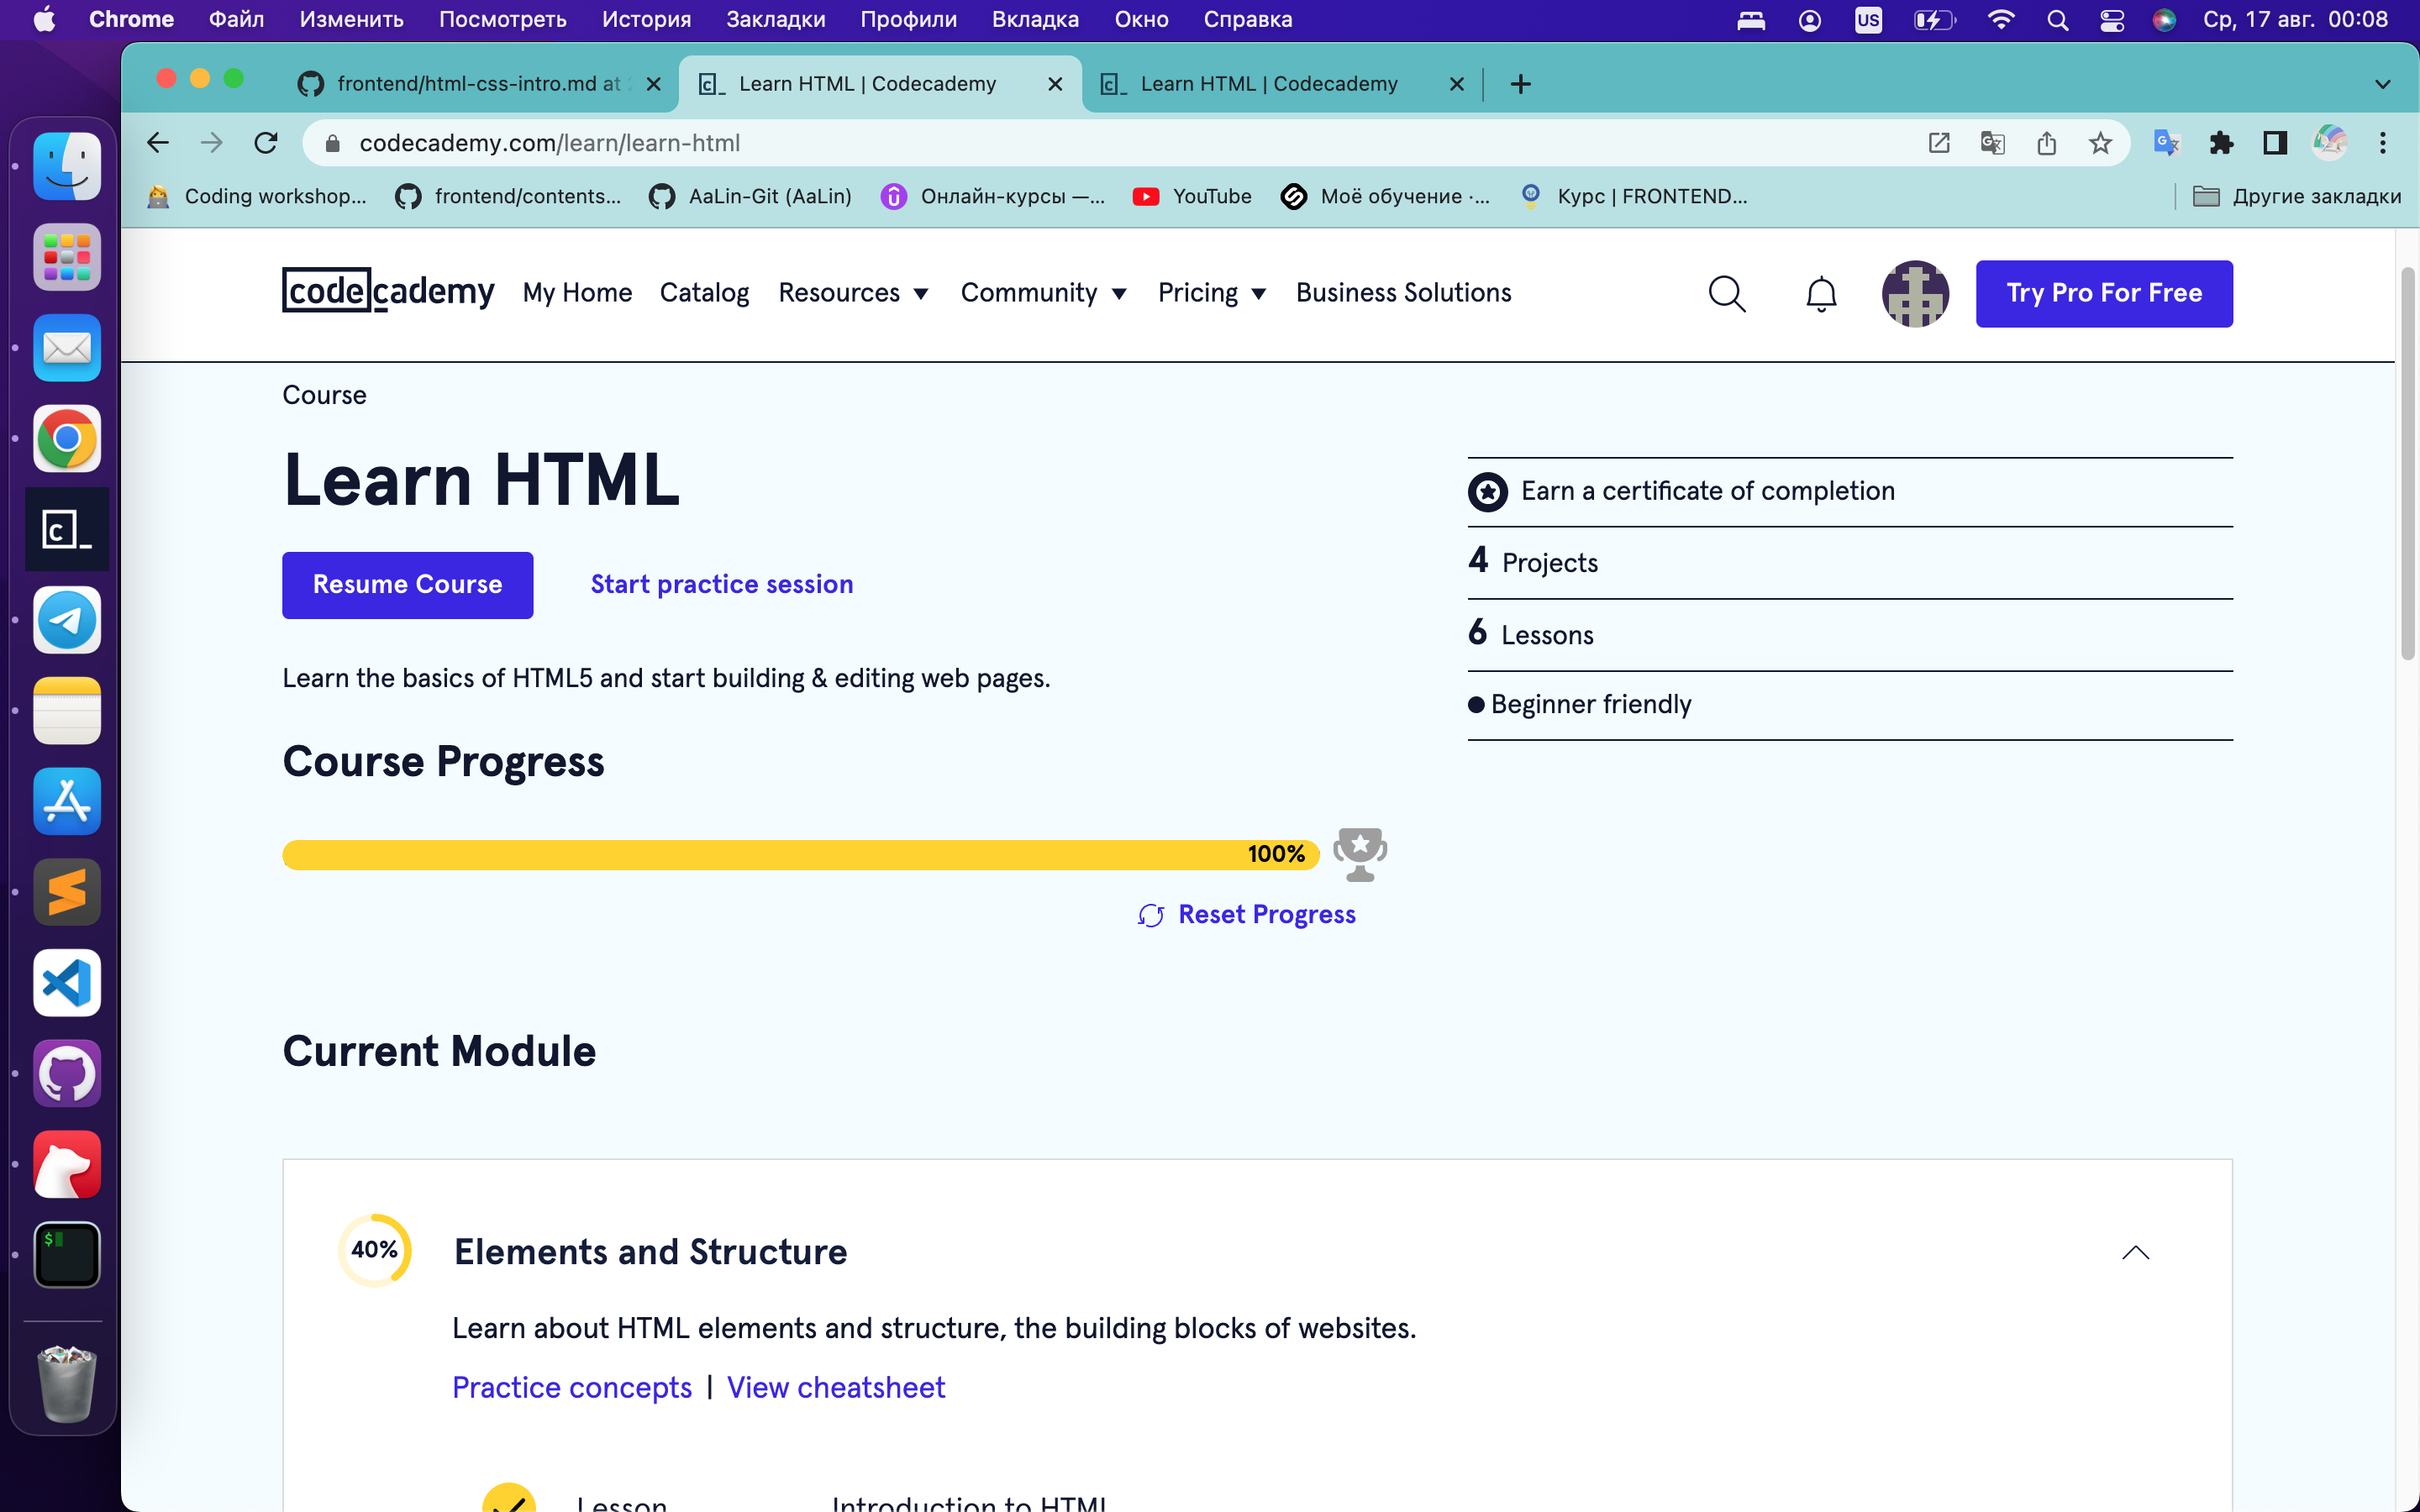 Chrome Файл Изменить Посмотреть История Закладки Профили Вкладка Окно Справка US Ср, 17 авг. 00:08
frontend/html-css-intro.md at Learn HTML | Codecademy Learn HTML | Codecademy
codecademy.com/learn/learn-html
Coding workshop... frontend/contents... AaLin-Git (AaLin) Онлайн-курсы —... YouTube Моё обучение ·... Курс | FRONTEND... Другие закладки
codecademy My Home Catalog Resources Community Pricing Business Solutions Try Pro For Free
Course
Learn HTML
Earn a certificate of completion
4 Projects
Resume Course Start practice session
6 Lessons
Learn the basics of HTML5 and start building & editing web pages.
Beginner friendly
Course Progress
100%
Reset Progress
Current Module
40% Elements and Structure
Learn about HTML elements and structure, the building blocks of websites.
Practice concepts | View cheatsheet
Lesson Introduction to HTML